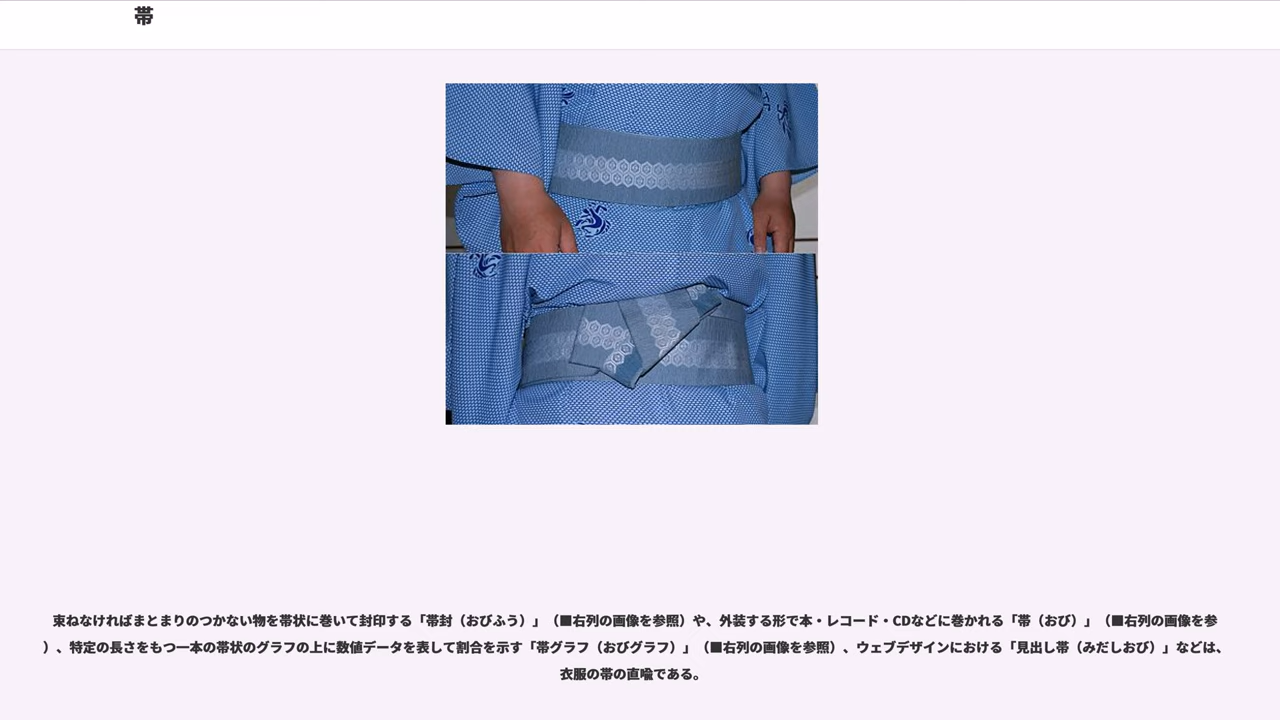 帯
束ねなければまとまりのつかない物を帯状に巻いて封印する「帯封（おびふう）」（■右列の画像を参照）や、外装する形で本・レコード・CDなどに巻かれる「帯（おび）」（■右列の画像を参
）、特定の長さをもつ一本の帯状のグラフの上に数値データを表して割合を示す「帯グラフ（おびグラフ）」（■右列の画像を参照）、ウェブデザインにおける「見出し帯（みだしおび）」などは、
衣服の帯の直喩である。